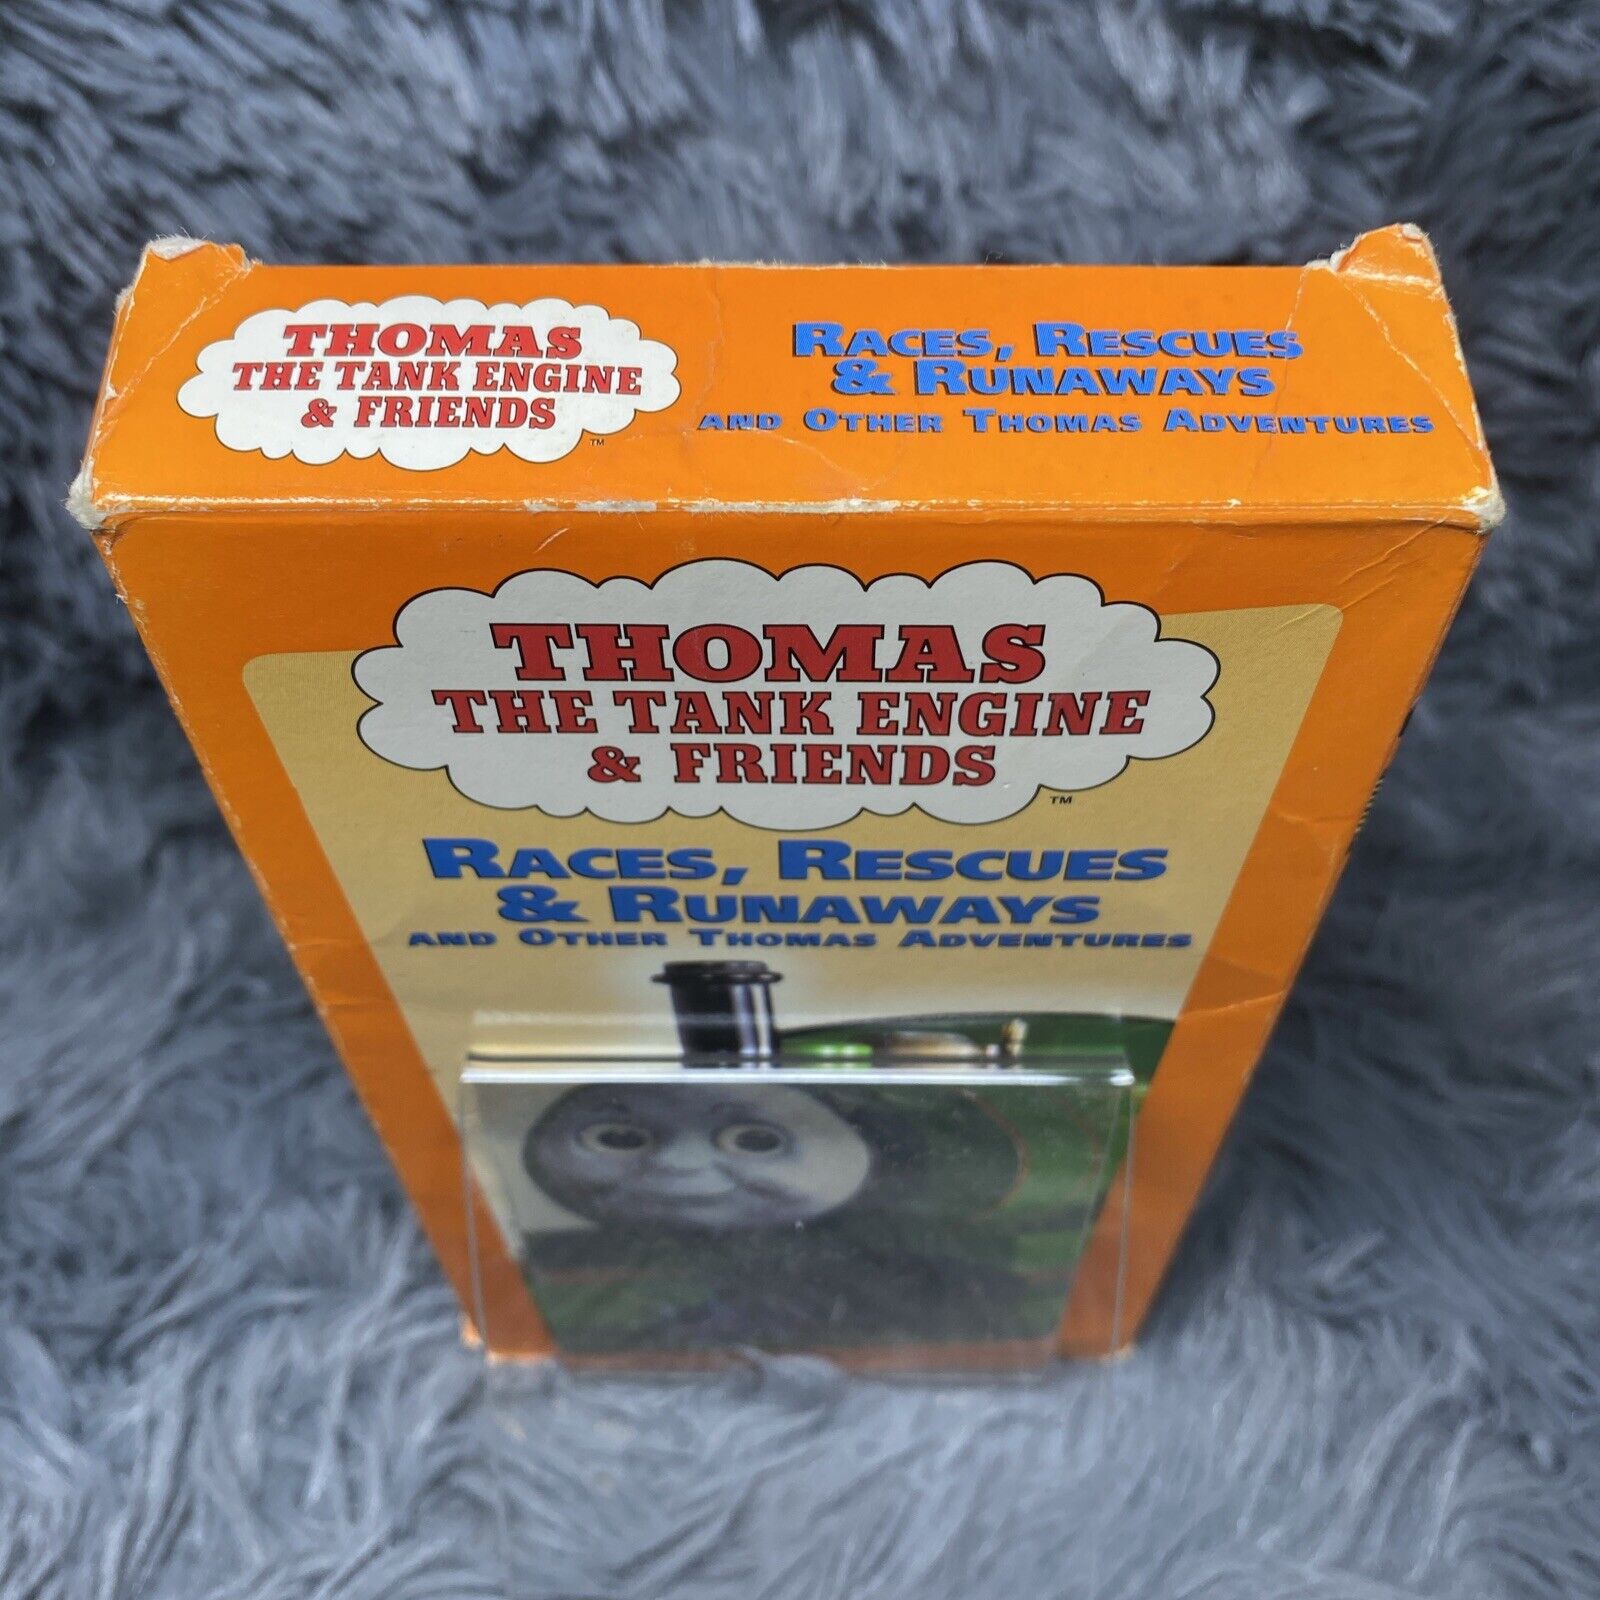 THOMAS
THE TANK ENGINE
& FRIENDS
TM
RACES, RESCUES
& RUNAWAYS
AND OTHER THOMAS ADVENTURES
THOMAS
THE TANK ENGINE
& FRIENDS
TM
RACES, RESCUES
& RUNAWAYS
AND OTHER THOMAS ADVENTURES